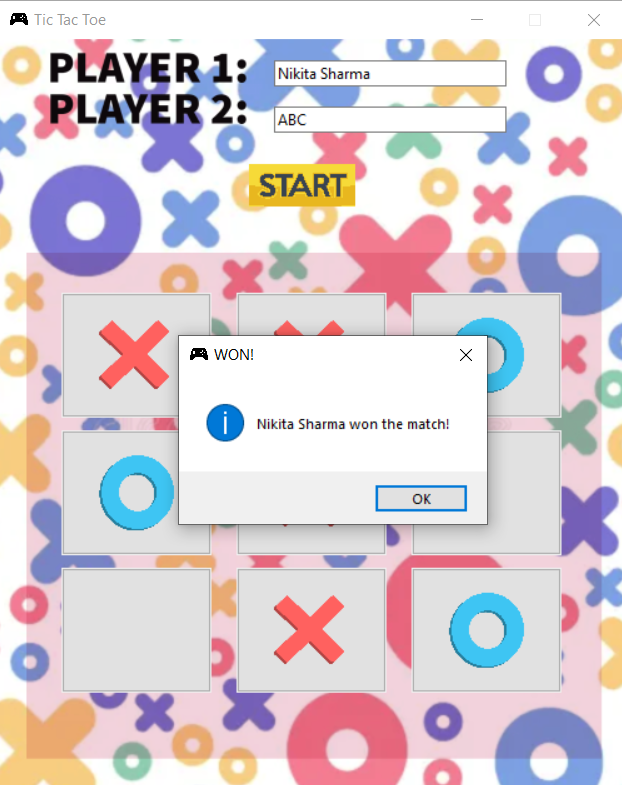 Tic Tac Toe
PLAYER 1:
Nikita Sharma
PLAYER 2:
ABC
START
WON!
Nikita Sharma won the match!
OK